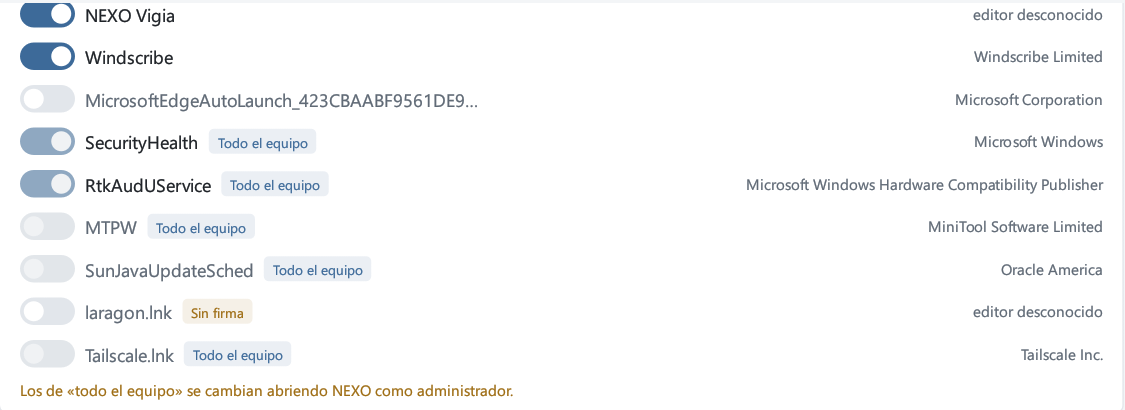 NEXO Vigia editor desconocido
Windscribe Windscribe Limited
MicrosoftEdgeAutoLaunch_423CBAABF9561DE9... Microsoft Corporation
SecurityHealth Todo el equipo Microsoft Windows
RtkAudUService Todo el equipo Microsoft Windows Hardware Compatibility Publisher
MTPW Todo el equipo MiniTool Software Limited
SunJavaUpdateSched Todo el equipo Oracle America
laragon.lnk Sin firma editor desconocido
Tailscale.lnk Todo el equipo Tailscale Inc.
Los de «todo el equipo» se cambian abriendo NEXO como administrador.